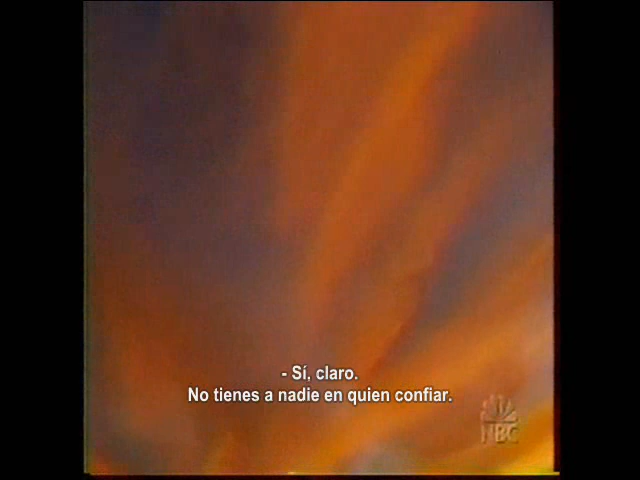 - Sí, claro.
No tienes a nadie en quien confiar.
NBC